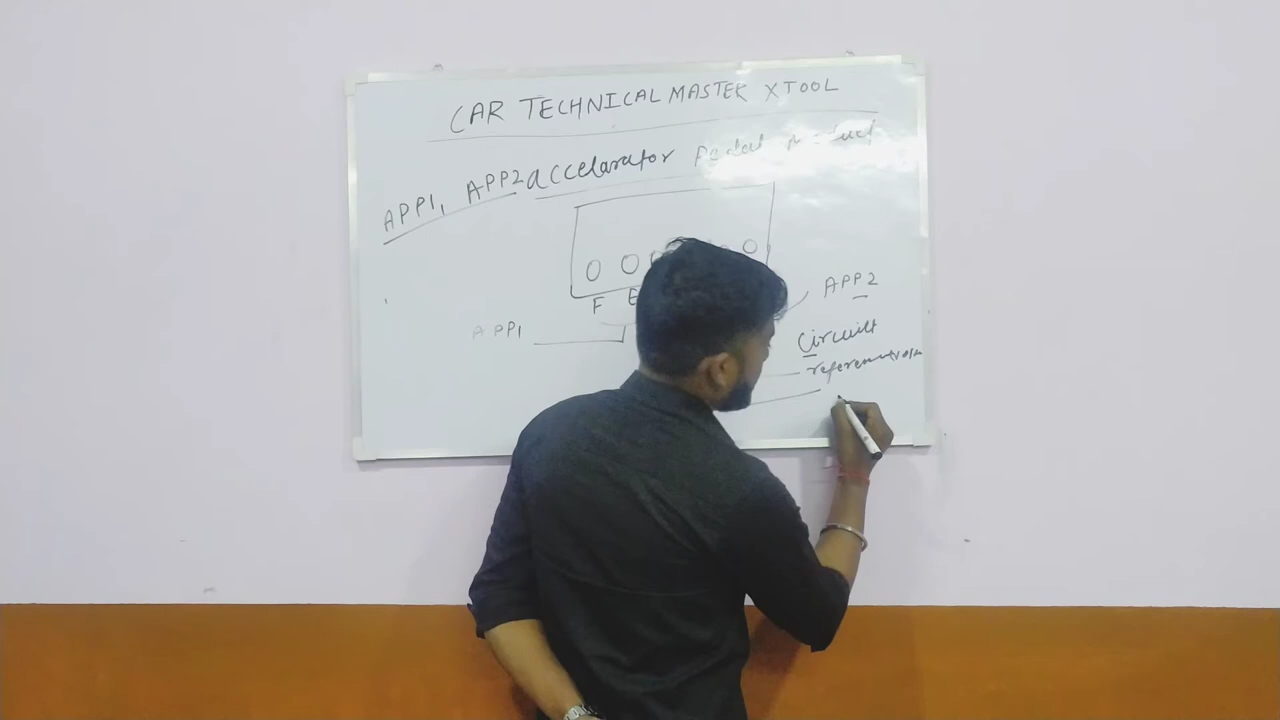 CAR TECHNICAL MASTER XTOOL
APP1, APP2 accelarator Pedal
F E
APP2
APP1
Circuit